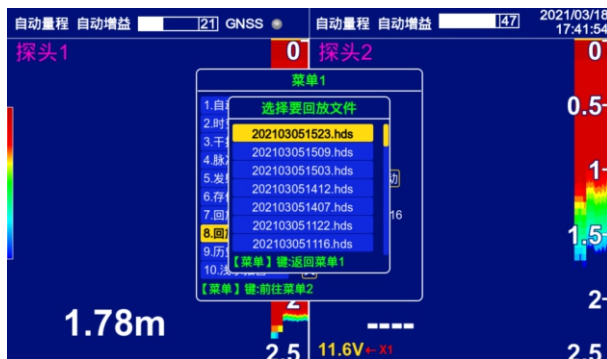 自动量程 自动增益 21 GNSS
自动量程 自动增益 47 2021/03/18
17:41:54
探头1
0
探头2
0
菜单1
选择要回放文件
202103051523.hds
202103051509.hds
202103051503.hds
202103051412.hds
202103051407.hds
202103051122.hds
202103051116.hds
【菜单】键:返回菜单1
1.自
2.时
3.干
4.脉
5.发
6.存
7.回
16
8.回
9.历
10.浅
【菜单】键:前往菜单2
0.5
1
1.5
2
2.5
1.78m
2
2.5
----
11.6V
X1